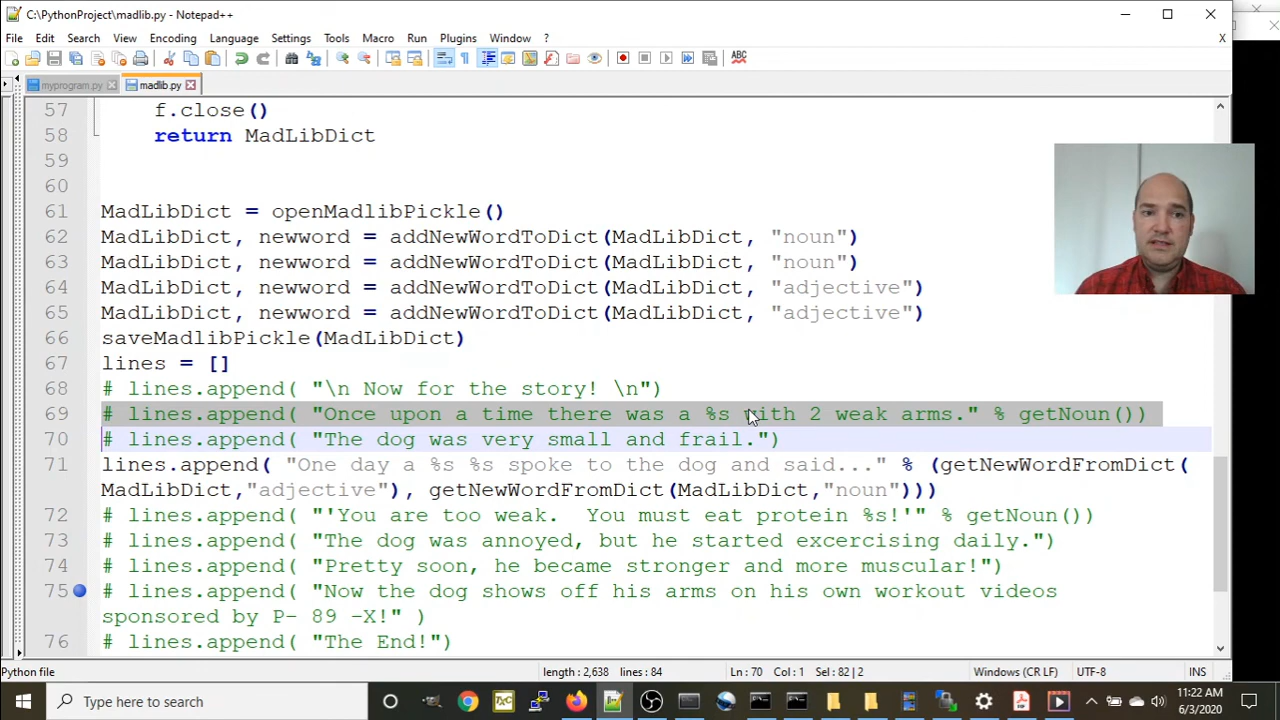 C:\PythonProject\madlib.py - Notepad++
File Edit Search View Encoding Language Settings Tools Macro Run Plugins Window ? X
myprogram.py madlib.py
57 f.close()
58 return MadLibDict
59
60
61 MadLibDict = openMadlibPickle()
62 MadLibDict, newword = addNewWordToDict(MadLibDict, "noun")
63 MadLibDict, newword = addNewWordToDict(MadLibDict, "noun")
64 MadLibDict, newword = addNewWordToDict(MadLibDict, "adjective")
65 MadLibDict, newword = addNewWordToDict(MadLibDict, "adjective")
66 saveMadlibPickle(MadLibDict)
67 lines = []
68 # lines.append( "\n Now for the story! \n")
69 # lines.append( "Once upon a time there was a %s with 2 weak arms." % getNoun())
70 # lines.append( "The dog was very small and frail.")
71 lines.append( "One day a %s %s spoke to the dog and said..." % (getNewWordFromDict(
MadLibDict,"adjective"), getNewWordFromDict(MadLibDict,"noun")))
72 # lines.append( "'You are too weak.  You must eat protein %s!'" % getNoun())
73 # lines.append( "The dog was annoyed, but he started excercising daily.")
74 # lines.append( "Pretty soon, he became stronger and more muscular!")
75 # lines.append( "Now the dog shows off his arms on his own workout videos
sponsored by P- 89 -X!" )
76 # lines.append( "The End!")
Python file length : 2,638 lines : 84 Ln : 70 Col : 1 Sel : 82 | 2 Windows (CR LF) UTF-8 INS
Type here to search
11:22 AM
6/3/2020